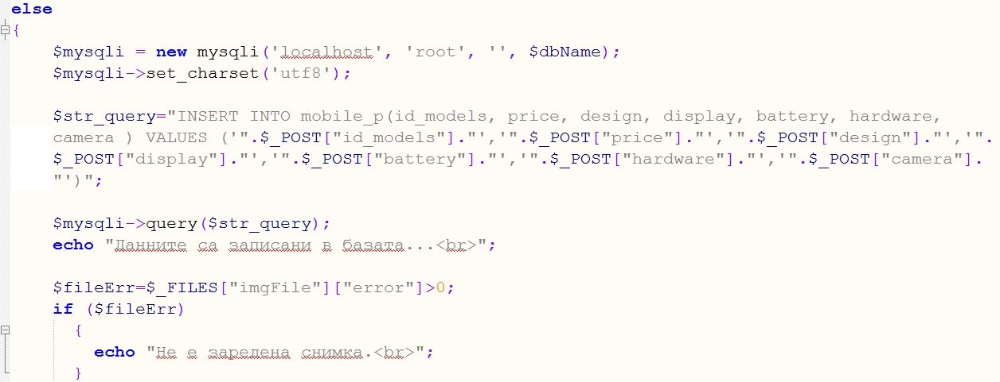 else
{
$mysqli = new mysqli('localhost', 'root', '', $dbName);
$mysqli->set_charset('utf8');
$str_query="INSERT INTO mobile_p(id_models, price, design, display, battery, hardware,
camera ) VALUES ('".$_POST["id_models"]."','".$_POST["price"]."','".$_POST["design"]."','".
$_POST["display"]."','".$_POST["battery"]."','".$_POST["hardware"]."','".$_POST["camera"].
"')";
$mysqli->query($str_query);
echo "Данните са записани в базата...<br>";
$fileErr=$_FILES["imgFile"]["error"]>0;
if ($fileErr)
{
echo "Не е заредена снимка.<br>";
}